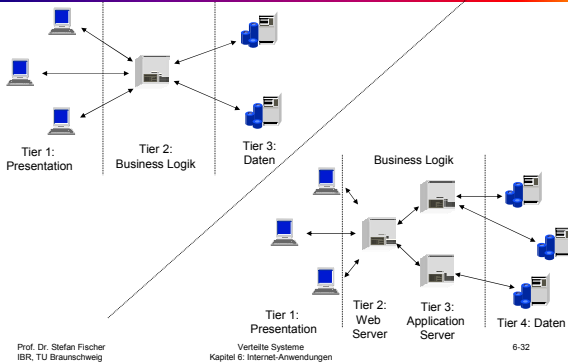 Tier 1:
Presentation
Tier 2:
Business Logik
Tier 3:
Daten
Business Logik
Tier 1:
Presentation
Tier 2:
Web
Server
Tier 3:
Application
Server
Tier 4: Daten
Prof. Dr. Stefan Fischer
IBR, TU Braunschweig
Verteilte Systeme
Kapitel 6: Internet-Anwendungen
6-32